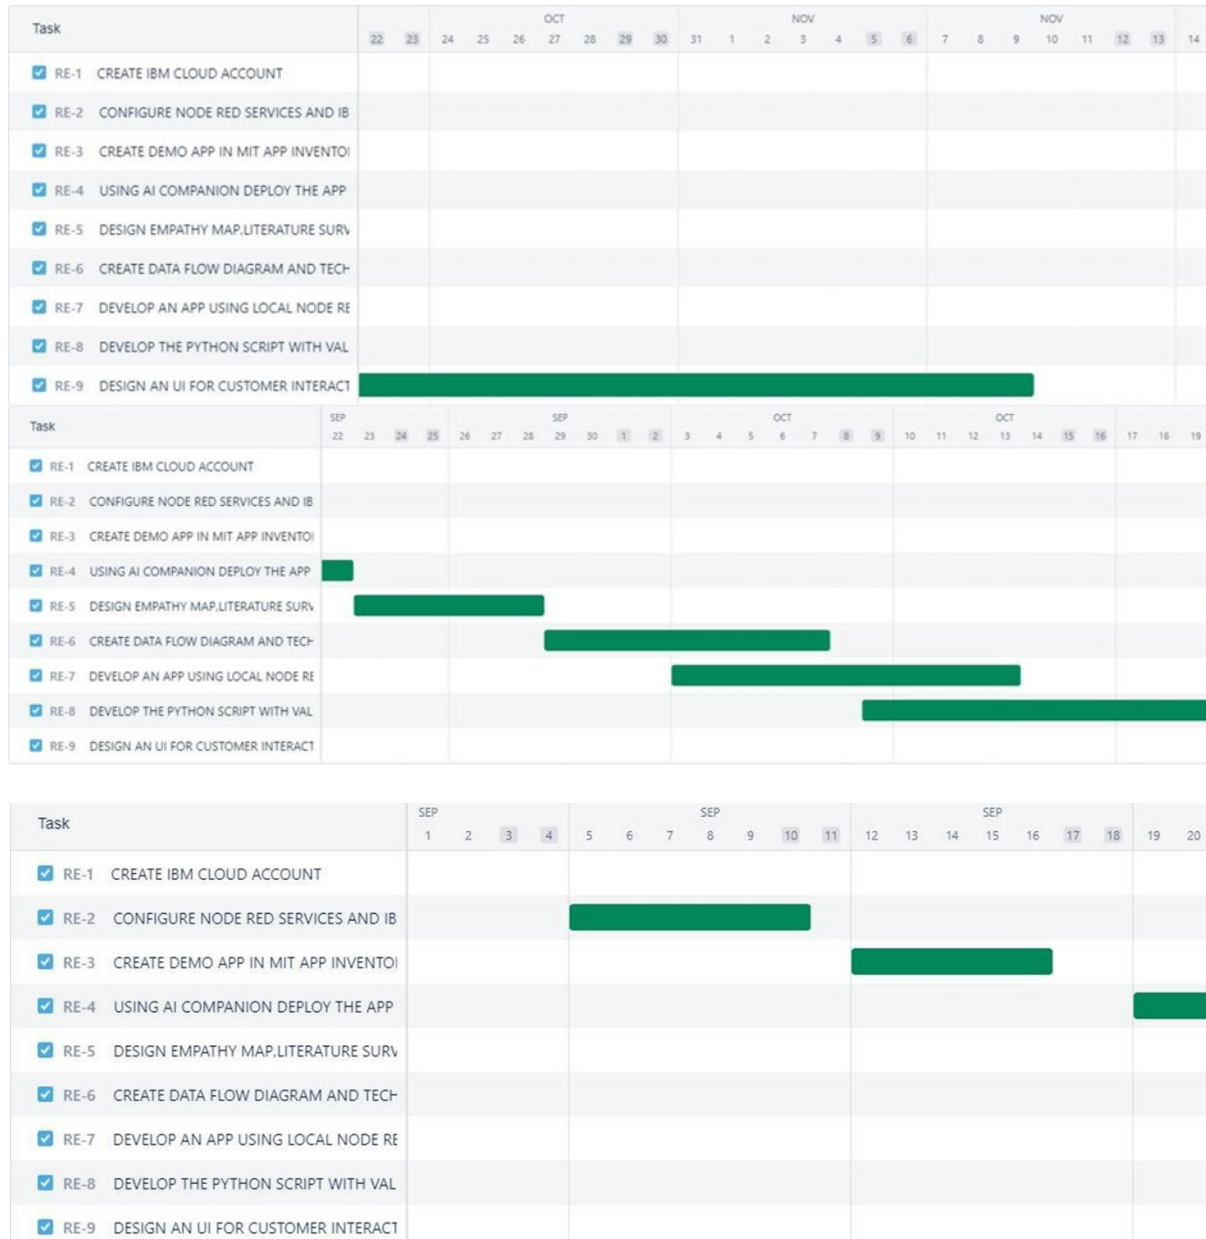 Task
OCT NOV NOV
22 23 24 25 26 27 28 29 30 31 1 2 3 4 5 6 7 8 9 10 11 12 13 14
RE-1 CREATE IBM CLOUD ACCOUNT
RE-2 CONFIGURE NODE RED SERVICES AND IB
RE-3 CREATE DEMO APP IN MIT APP INVENTO
RE-4 USING AI COMPANION DEPLOY THE APP
RE-5 DESIGN EMPATHY MAP,LITERATURE SURV
RE-6 CREATE DATA FLOW DIAGRAM AND TECH
RE-7 DEVELOP AN APP USING LOCAL NODE RE
RE-8 DEVELOP THE PYTHON SCRIPT WITH VAL
RE-9 DESIGN AN UI FOR CUSTOMER INTERACT
Task
SEP SEP OCT OCT
22 23 24 25 26 27 28 29 30 1 2 3 4 5 6 7 8 9 10 11 12 13 14 15 16 17 18 19
RE-1 CREATE IBM CLOUD ACCOUNT
RE-2 CONFIGURE NODE RED SERVICES AND IB
RE-3 CREATE DEMO APP IN MIT APP INVENTO
RE-4 USING AI COMPANION DEPLOY THE APP
RE-5 DESIGN EMPATHY MAP,LITERATURE SURV
RE-6 CREATE DATA FLOW DIAGRAM AND TECH
RE-7 DEVELOP AN APP USING LOCAL NODE RE
RE-8 DEVELOP THE PYTHON SCRIPT WITH VAL
RE-9 DESIGN AN UI FOR CUSTOMER INTERACT
Task
SEP SEP SEP
1 2 3 4 5 6 7 8 9 10 11 12 13 14 15 16 17 18 19 20
RE-1 CREATE IBM CLOUD ACCOUNT
RE-2 CONFIGURE NODE RED SERVICES AND IB
RE-3 CREATE DEMO APP IN MIT APP INVENTO
RE-4 USING AI COMPANION DEPLOY THE APP
RE-5 DESIGN EMPATHY MAP,LITERATURE SURV
RE-6 CREATE DATA FLOW DIAGRAM AND TECH
RE-7 DEVELOP AN APP USING LOCAL NODE RE
RE-8 DEVELOP THE PYTHON SCRIPT WITH VAL
RE-9 DESIGN AN UI FOR CUSTOMER INTERACT